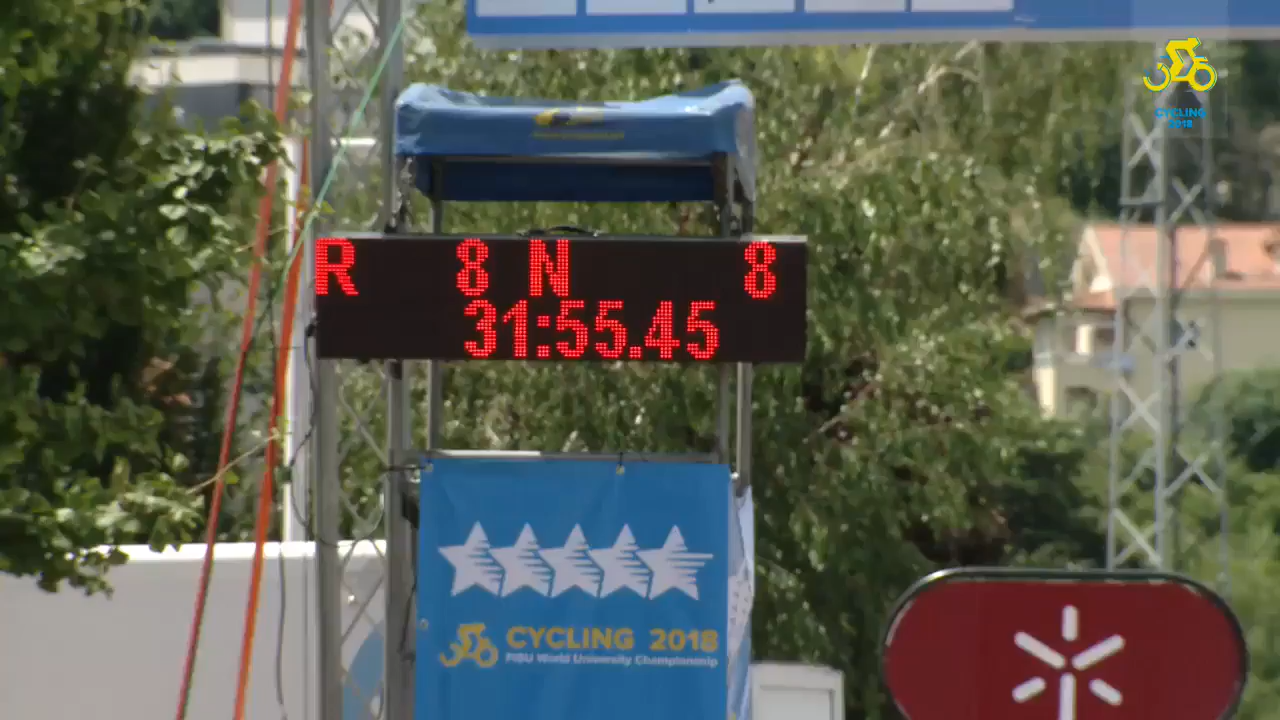 CYCLING
2018
R 8 N 8
31:55.45
CYCLING 2018
FISU World University Championship